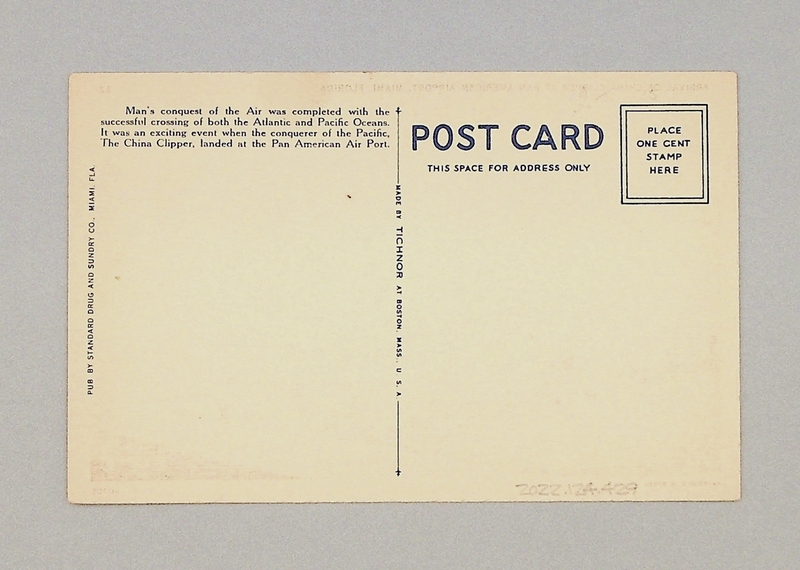 Man's conquest of the Air was completed with the
successful crossing of both the Atlantic and Pacific Oceans.
It was an exciting event when the conquerer of the Pacific,
The China Clipper, landed at the Pan American Air Port.
PUB. BY STANDARD DRUG AND SUNDRY CO., MIAMI, FLA.
MADE BY TICHNOR AT BOSTON, MASS., U. S. A.
POST CARD
THIS SPACE FOR ADDRESS ONLY
PLACE
ONE CENT
STAMP
HERE
2022.124.429